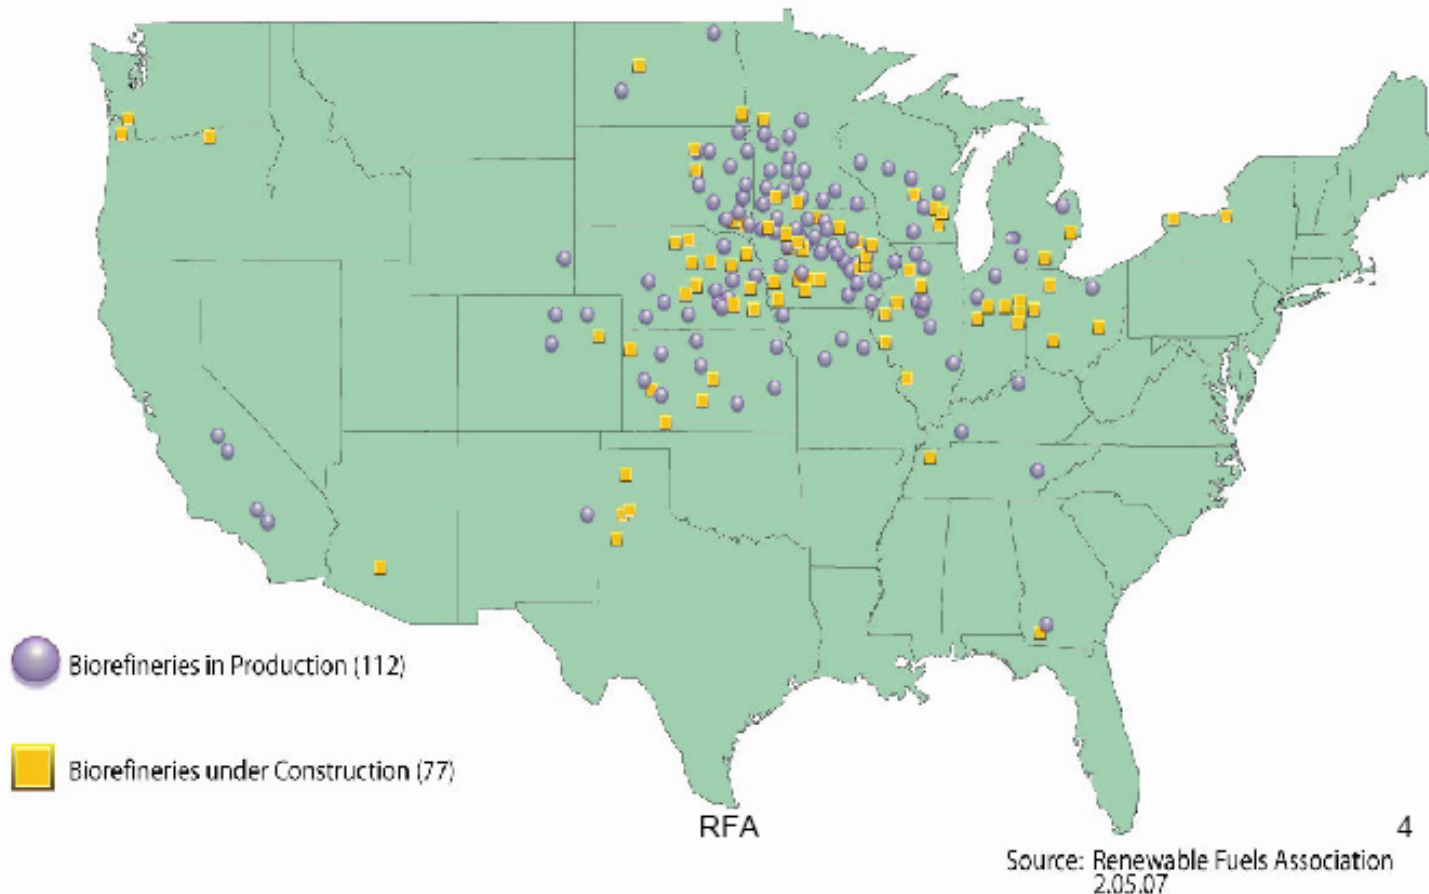 Biorefineries in Production (112)
Biorefineries under Construction (77)
RFA
4
Source: Renewable Fuels Association
2.05.07